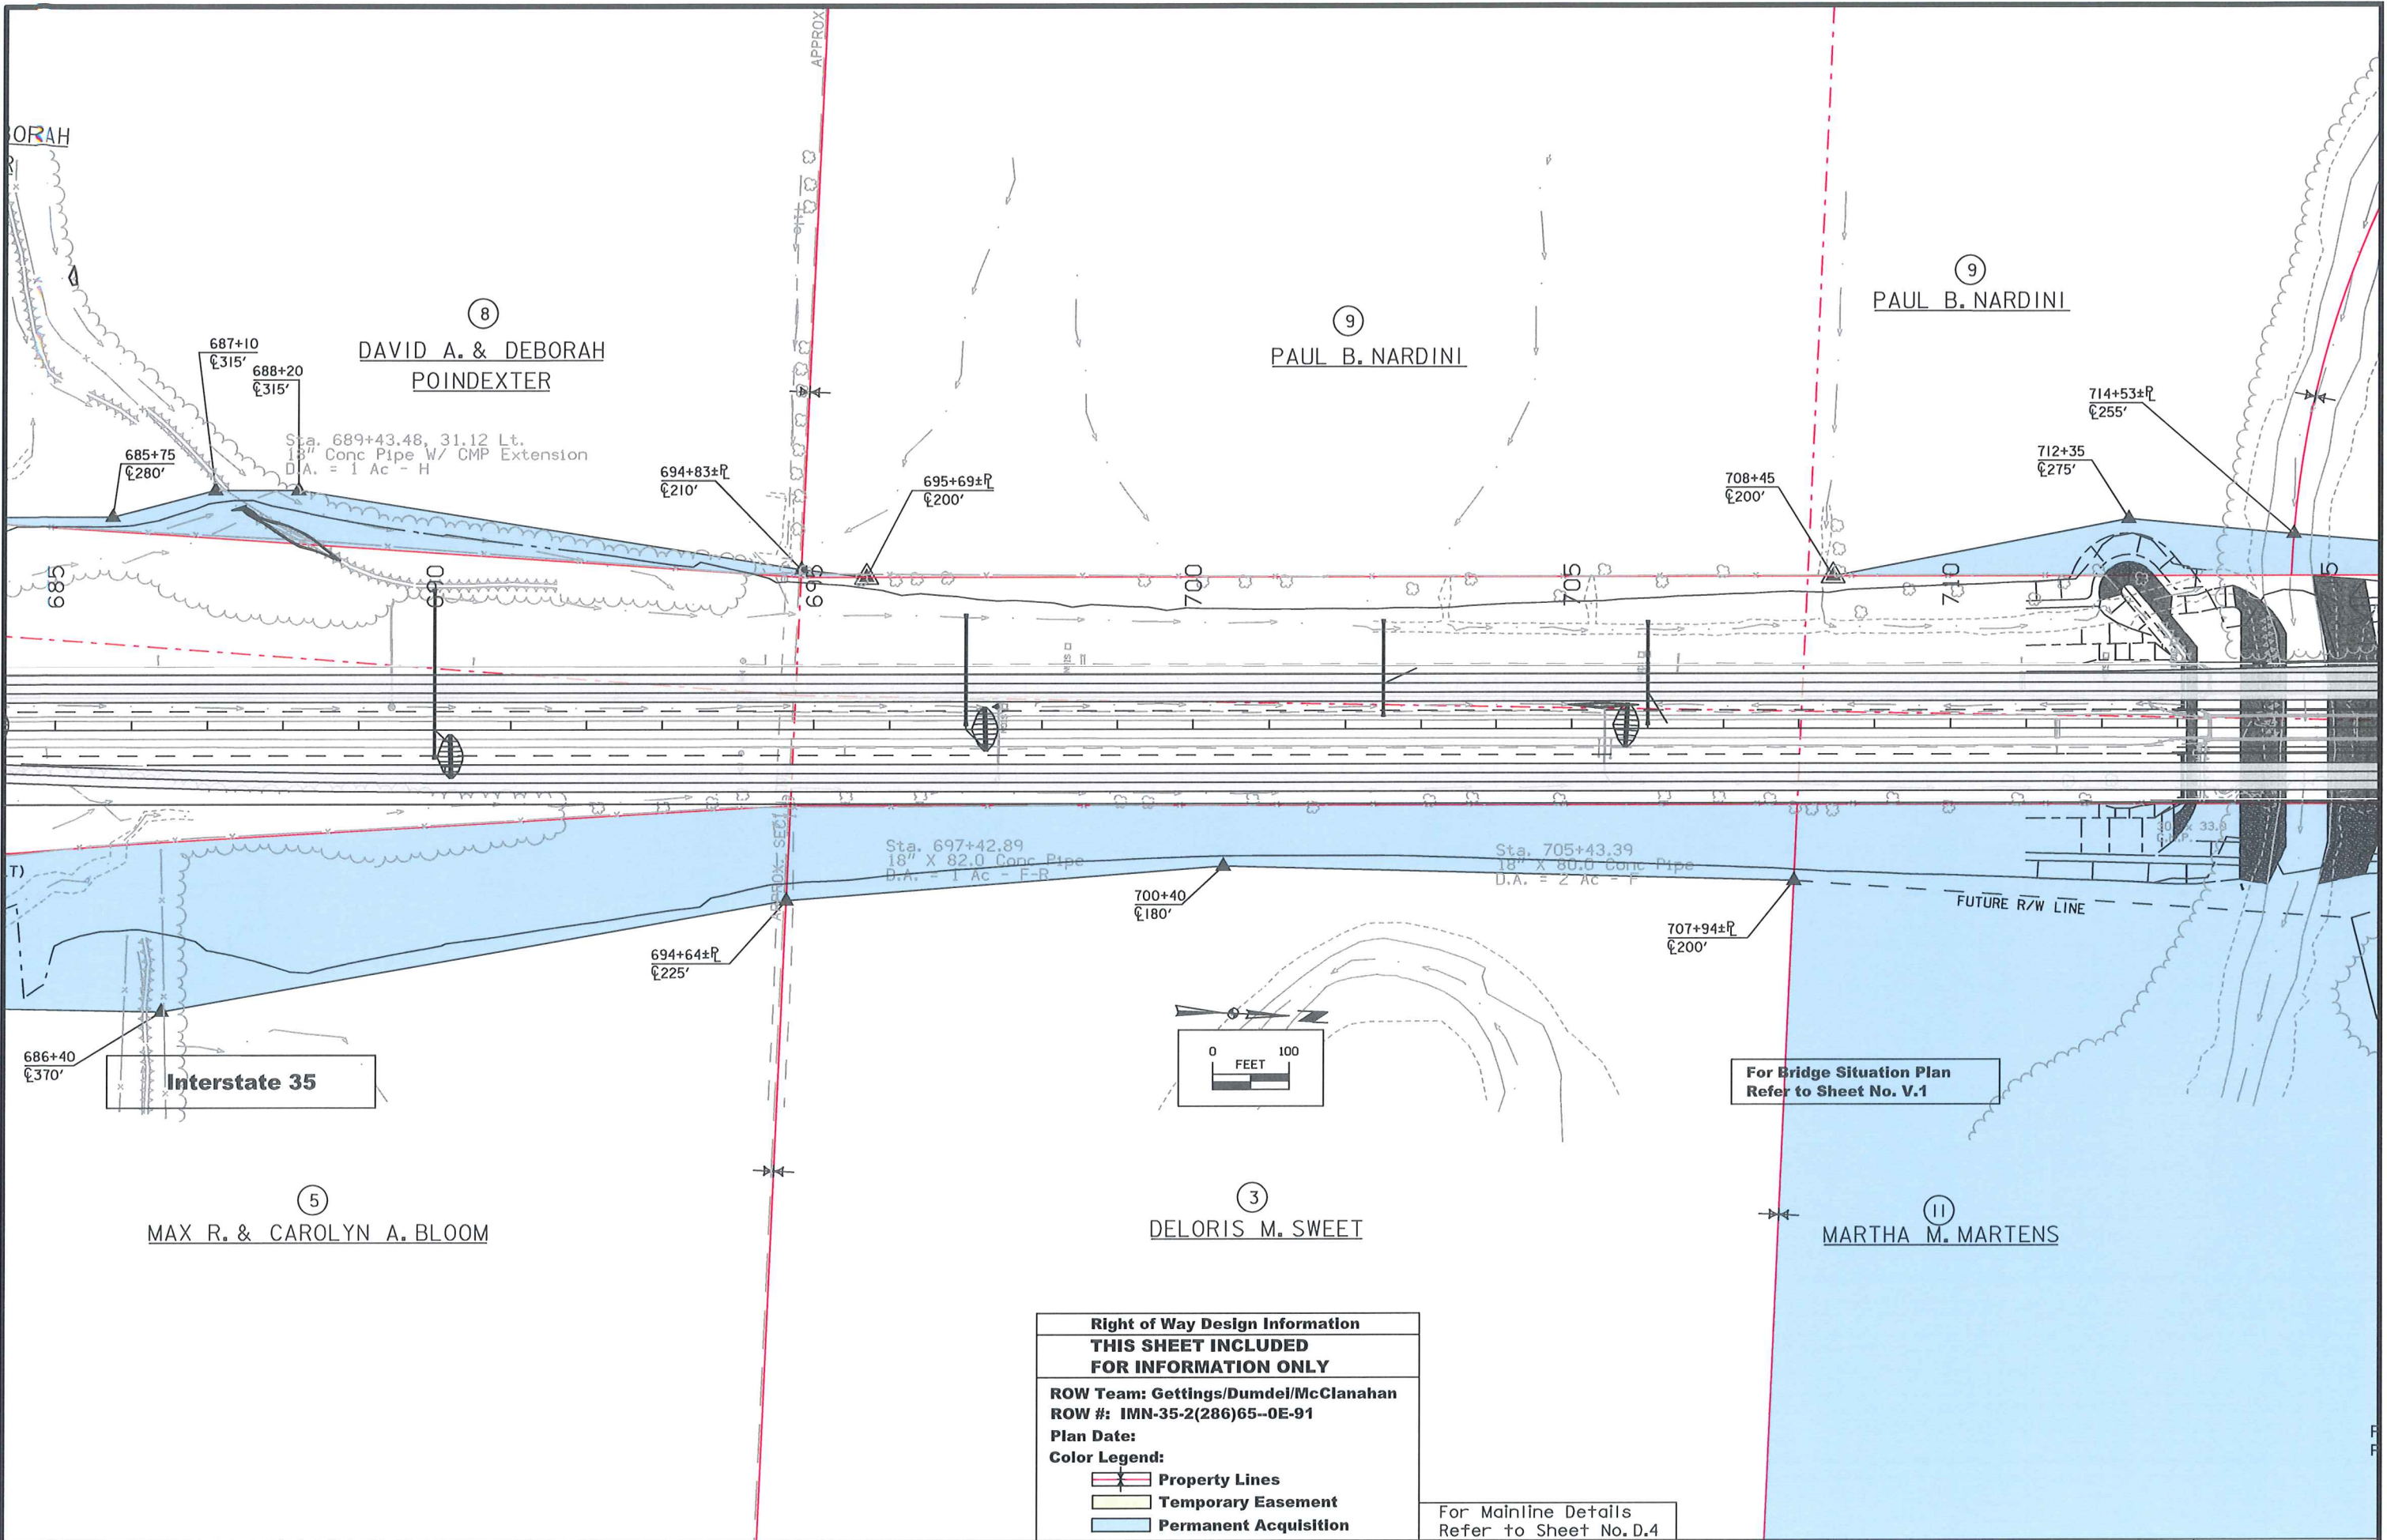 APPROX.
BORAH
8
DAVID A. & DEBORAH
POINDEXTER
9
PAUL B. NARDINI
9
PAUL B. NARDINI
687+10
℄315'
688+20
℄315'
685+75
℄280'
Sta. 689+43.48, 31.12 Lt.
18" Conc Pipe W/ CMP Extension
D.A. = 1 Ac - H
694+83±PL
℄210'
695+69±PL
℄200'
708+45
℄200'
712+35
℄275'
714+53±PL
℄255'
685
690
695
700
705
710
Sta. 697+42.89
18" X 82.0 Conc Pipe
D.A. = 1 Ac - F-R
Sta. 705+43.39
18" X 80.0 Conc Pipe
D.A. = 2 Ac - F
T)
APPROX. SEC
700+40
℄180'
694+64±PL
℄225'
707+94±PL
℄200'
FUTURE R/W LINE
686+40
℄370'
Interstate 35
0 100
FEET
For Bridge Situation Plan
Refer to Sheet No. V.1
5
MAX R. & CAROLYN A. BLOOM
3
DELORIS M. SWEET
11
MARTHA M. MARTENS
Right of Way Design Information
THIS SHEET INCLUDED
FOR INFORMATION ONLY
ROW Team: Gettings/Dumdei/McClanahan
ROW #: IMN-35-2(286)65--0E-91
Plan Date:
Color Legend:
Property Lines
Temporary Easement
Permanent Acquisition
For Mainline Details
Refer to Sheet No. D.4